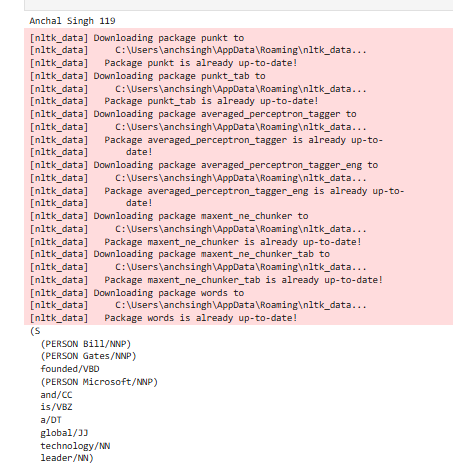 Anchal Singh 119
[nltk_data] Downloading package punkt to
[nltk_data]     C:\Users\anchsingh\AppData\Roaming\nltk_data...
[nltk_data]   Package punkt is already up-to-date!
[nltk_data] Downloading package punkt_tab to
[nltk_data]     C:\Users\anchsingh\AppData\Roaming\nltk_data...
[nltk_data]   Package punkt_tab is already up-to-date!
[nltk_data] Downloading package averaged_perceptron_tagger to
[nltk_data]     C:\Users\anchsingh\AppData\Roaming\nltk_data...
[nltk_data]   Package averaged_perceptron_tagger is already up-to-
[nltk_data]       date!
[nltk_data] Downloading package averaged_perceptron_tagger_eng to
[nltk_data]     C:\Users\anchsingh\AppData\Roaming\nltk_data...
[nltk_data]   Package averaged_perceptron_tagger_eng is already up-to-
[nltk_data]       date!
[nltk_data] Downloading package maxent_ne_chunker to
[nltk_data]     C:\Users\anchsingh\AppData\Roaming\nltk_data...
[nltk_data]   Package maxent_ne_chunker is already up-to-date!
[nltk_data] Downloading package maxent_ne_chunker_tab to
[nltk_data]     C:\Users\anchsingh\AppData\Roaming\nltk_data...
[nltk_data]   Package maxent_ne_chunker_tab is already up-to-date!
[nltk_data] Downloading package words to
[nltk_data]     C:\Users\anchsingh\AppData\Roaming\nltk_data...
[nltk_data]   Package words is already up-to-date!
(S
  (PERSON Bill/NNP)
  (PERSON Gates/NNP)
  founded/VBD
  (PERSON Microsoft/NNP)
  and/CC
  is/VBZ
  a/DT
  global/JJ
  technology/NN
  leader/NN)